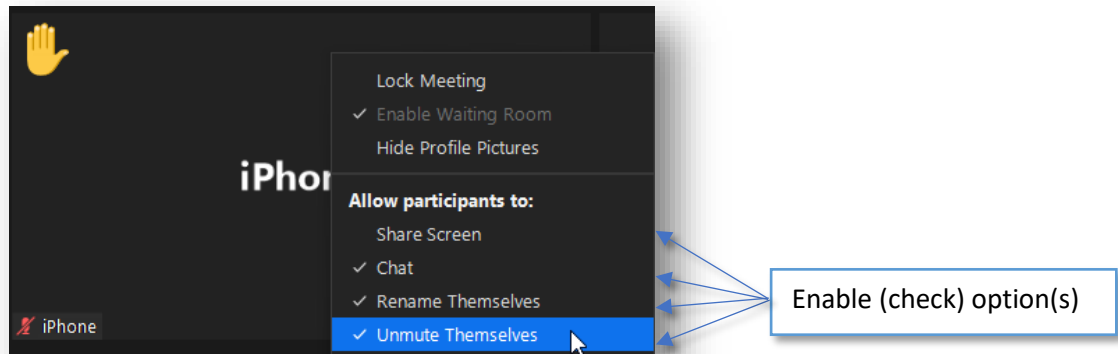 Lock Meeting
✓ Enable Waiting Room
Hide Profile Pictures
iPhon
Allow participants to:
Share Screen
✓ Chat
✓ Rename Themselves
✓ Unmute Themselves
iPhone
Enable (check) option(s)